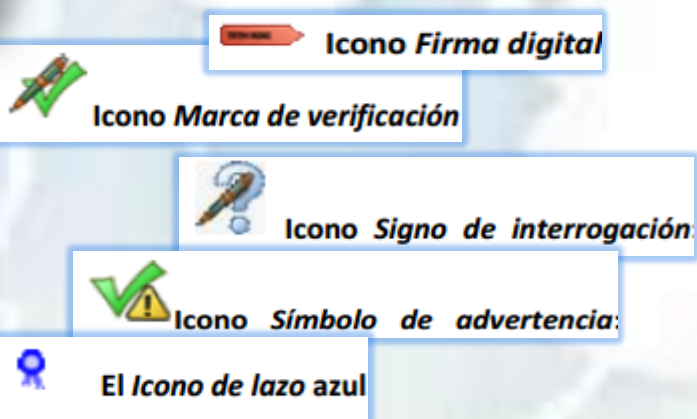 Icono Firma digital
Icono Marca de verificación
Icono Signo de interrogación:
Icono Símbolo de advertencia:
El Icono de lazo azul